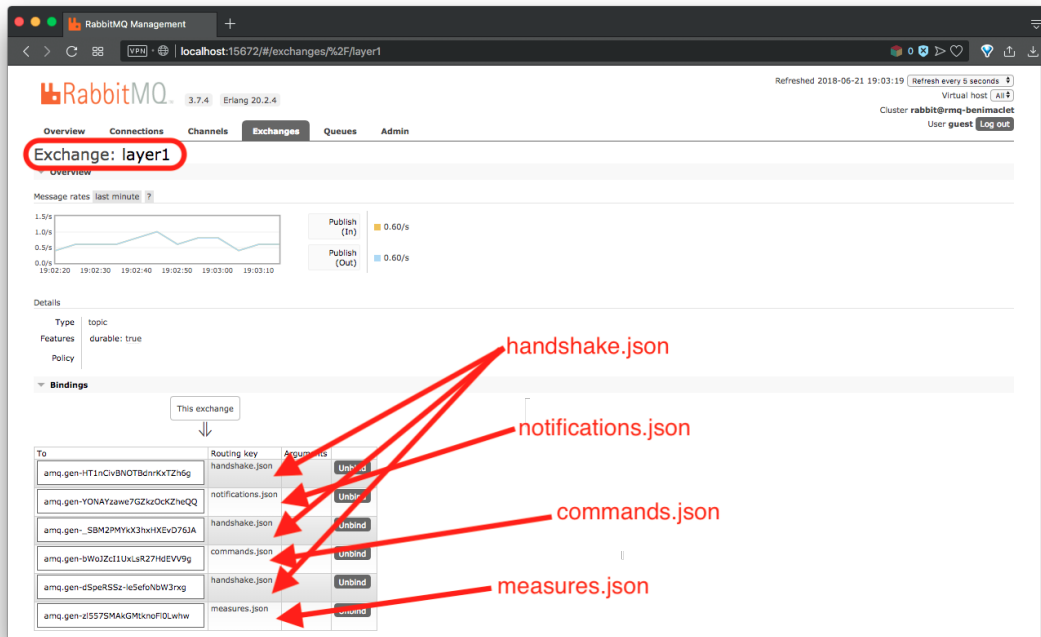 RabbitMQ Management
VPN
localhost:15672/#/exchanges/%2F/layer1
0
RabbitMQ
3.7.4
Erlang 20.2.4
Refreshed 2018-06-21 19:03:19 Refresh every 5 seconds
Virtual host All
Cluster rabbit@rmq-benimaclet
User guest Log out
Overview Connections Channels Exchanges Queues Admin
Exchange: layer1
Overview
Message rates last minute ?
1.5/s
1.0/s
0.5/s
0.0/s
19:02:20 19:02:30 19:02:40 19:02:50 19:03:00 19:03:10
Publish (In) 0.60/s
Publish (Out) 0.60/s
Details
Type topic
Features durable: true
Policy
Bindings
This exchange
To Routing key Arguments
amq.gen-HT1nCivBNOTBdnrKxTZh6g handshake.json Unbind
amq.gen-YONAYzawe7GZkzOcKZheQQ notifications.json Unbind
amq.gen-_SBM2PMYkX3hxHXEvD76JA handshake.json Unbind
amq.gen-bWoJZcI1UxLsR27HdEVV9g commands.json Unbind
amq.gen-dSpeRSSz-le5efoNbW3rxg handshake.json Unbind
amq.gen-zl557SMAkGMtknoFl0Lwhw measures.json Unbind
handshake.json
notifications.json
commands.json
measures.json